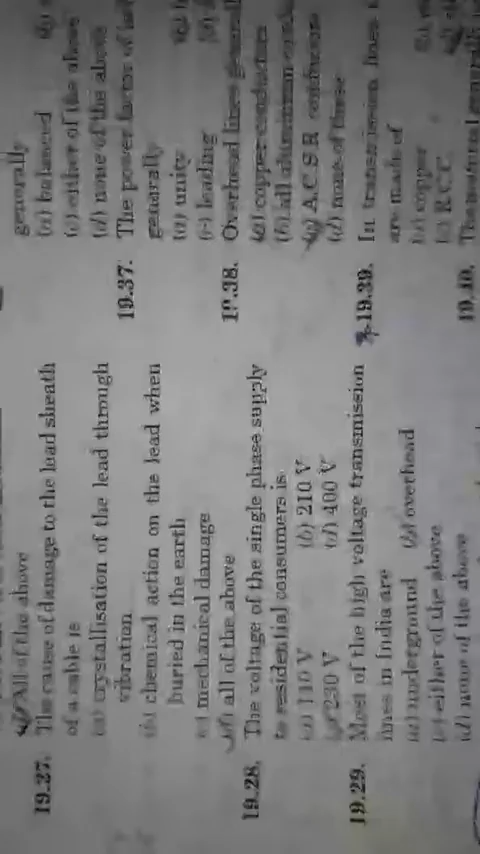 All of the above
19.27. The cause of damage to the lead sheath
of a cable is
(a) crystallisation of the lead through
vibration
(b) chemical action on the lead when
buried in the earth
(c) mechanical damage
(d) all of the above
19.28. The voltage of the single phase supply
to residential consumers is
(a) 110 V (b) 210 V
(c) 230 V (d) 400 V
19.29. Most of the high voltage transmission
lines in India are
(a) underground (b) overhead
(c) either of the above
(d) none of the above
generally
(a) balanced
(c) either of the above
(d) none of the above
19.37. The power factor of
generally
(a) unity
(c) leading
19.38. Overhead lines
(a) copper conductors
(b) all aluminium
(c) A.C.S.R. conductors
(d) none of these
19.39. In transmission lines
are made of
(a) copper
(c) R.C.C.
19.40. The